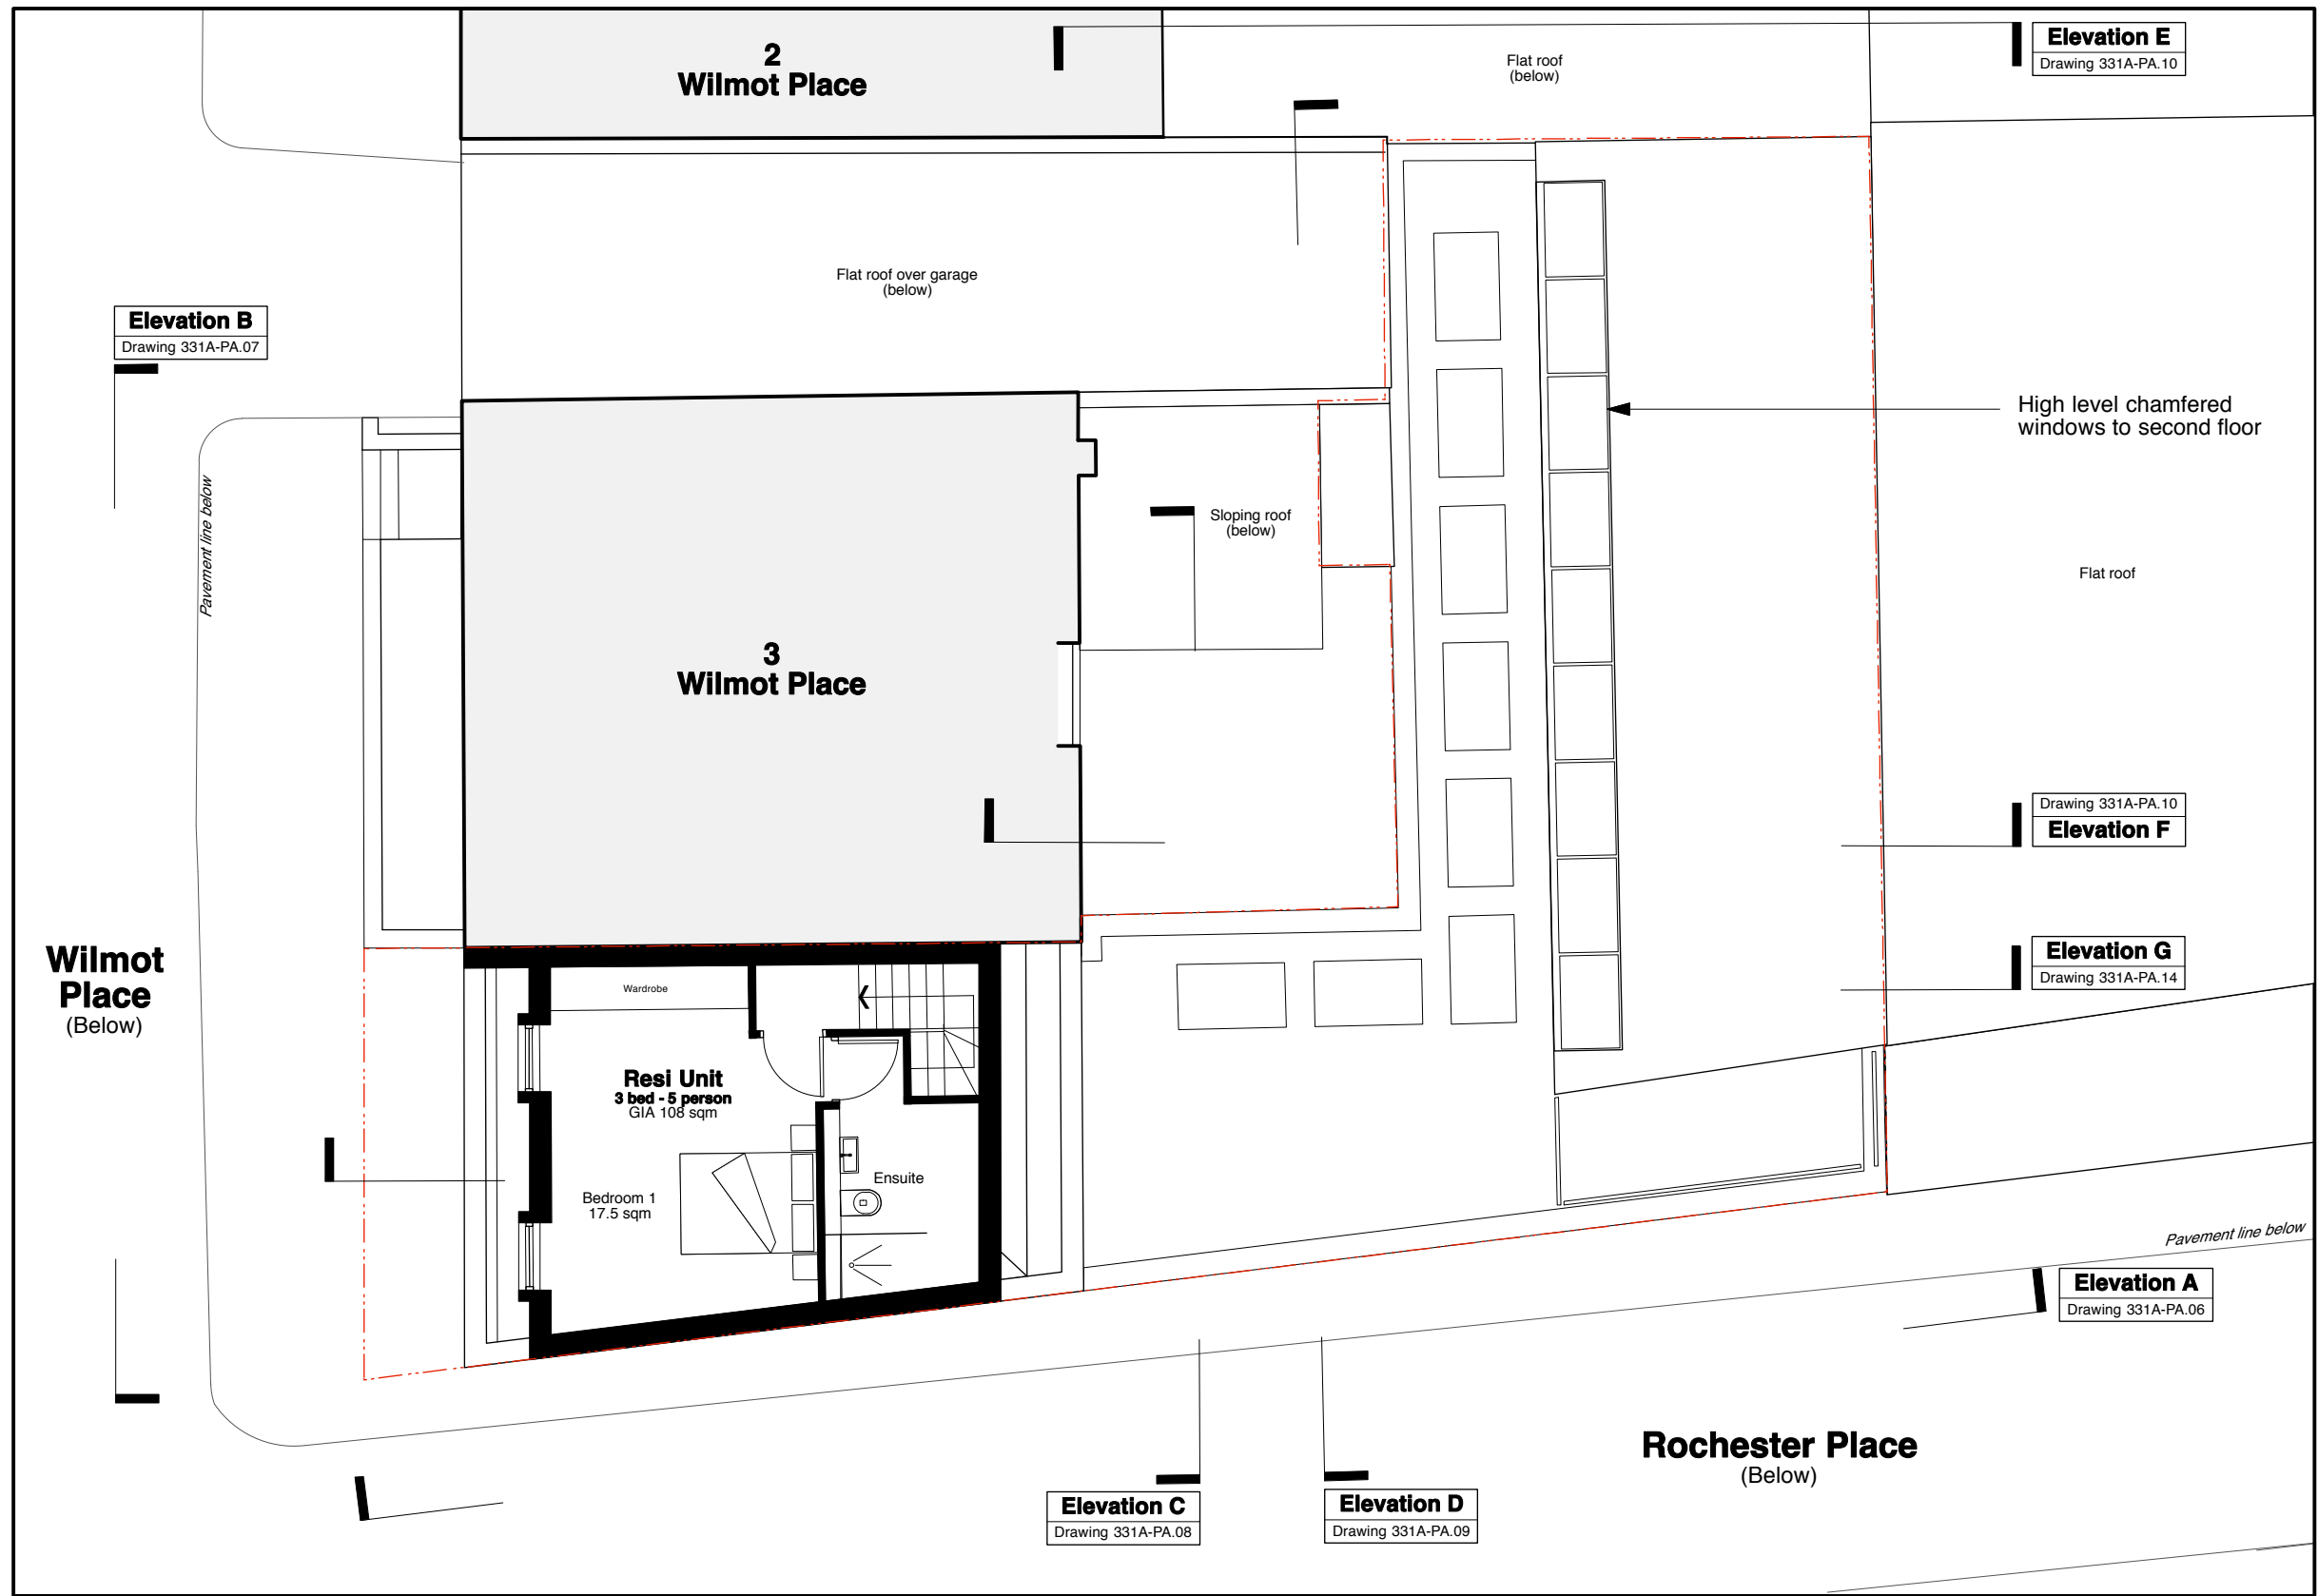 2
Wilmot Place
Flat roof
(below)
Elevation E
Drawing 331A-PA.10
Flat roof over garage
(below)
Elevation B
Drawing 331A-PA.07
High level chamfered
windows to second floor
Pavement line below
Sloping roof
(below)
Flat roof
3
Wilmot Place
Drawing 331A-PA.10
Elevation F
Wilmot
Place
(Below)
Elevation G
Drawing 331A-PA.14
Wardrobe
Resi Unit
3 bed - 5 person
GIA 108 sqm
Ensuite
Bedroom 1
17.5 sqm
Pavement line below
Elevation A
Drawing 331A-PA.06
Rochester Place
(Below)
Elevation C
Drawing 331A-PA.08
Elevation D
Drawing 331A-PA.09